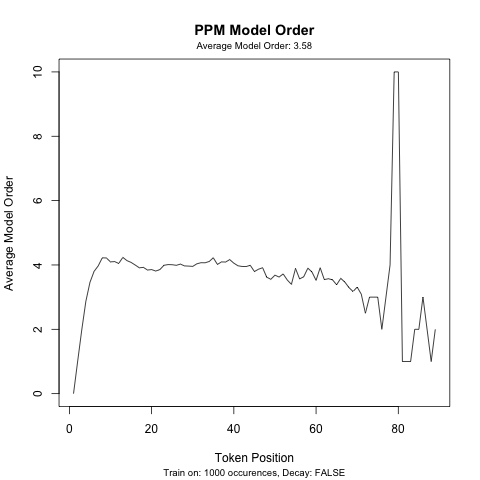 PPM Model Order
Average Model Order: 3.58
Average Model Order
10
8
6
4
2
0
0 20 40 60 80
Token Position
Train on: 1000 occurences, Decay: FALSE